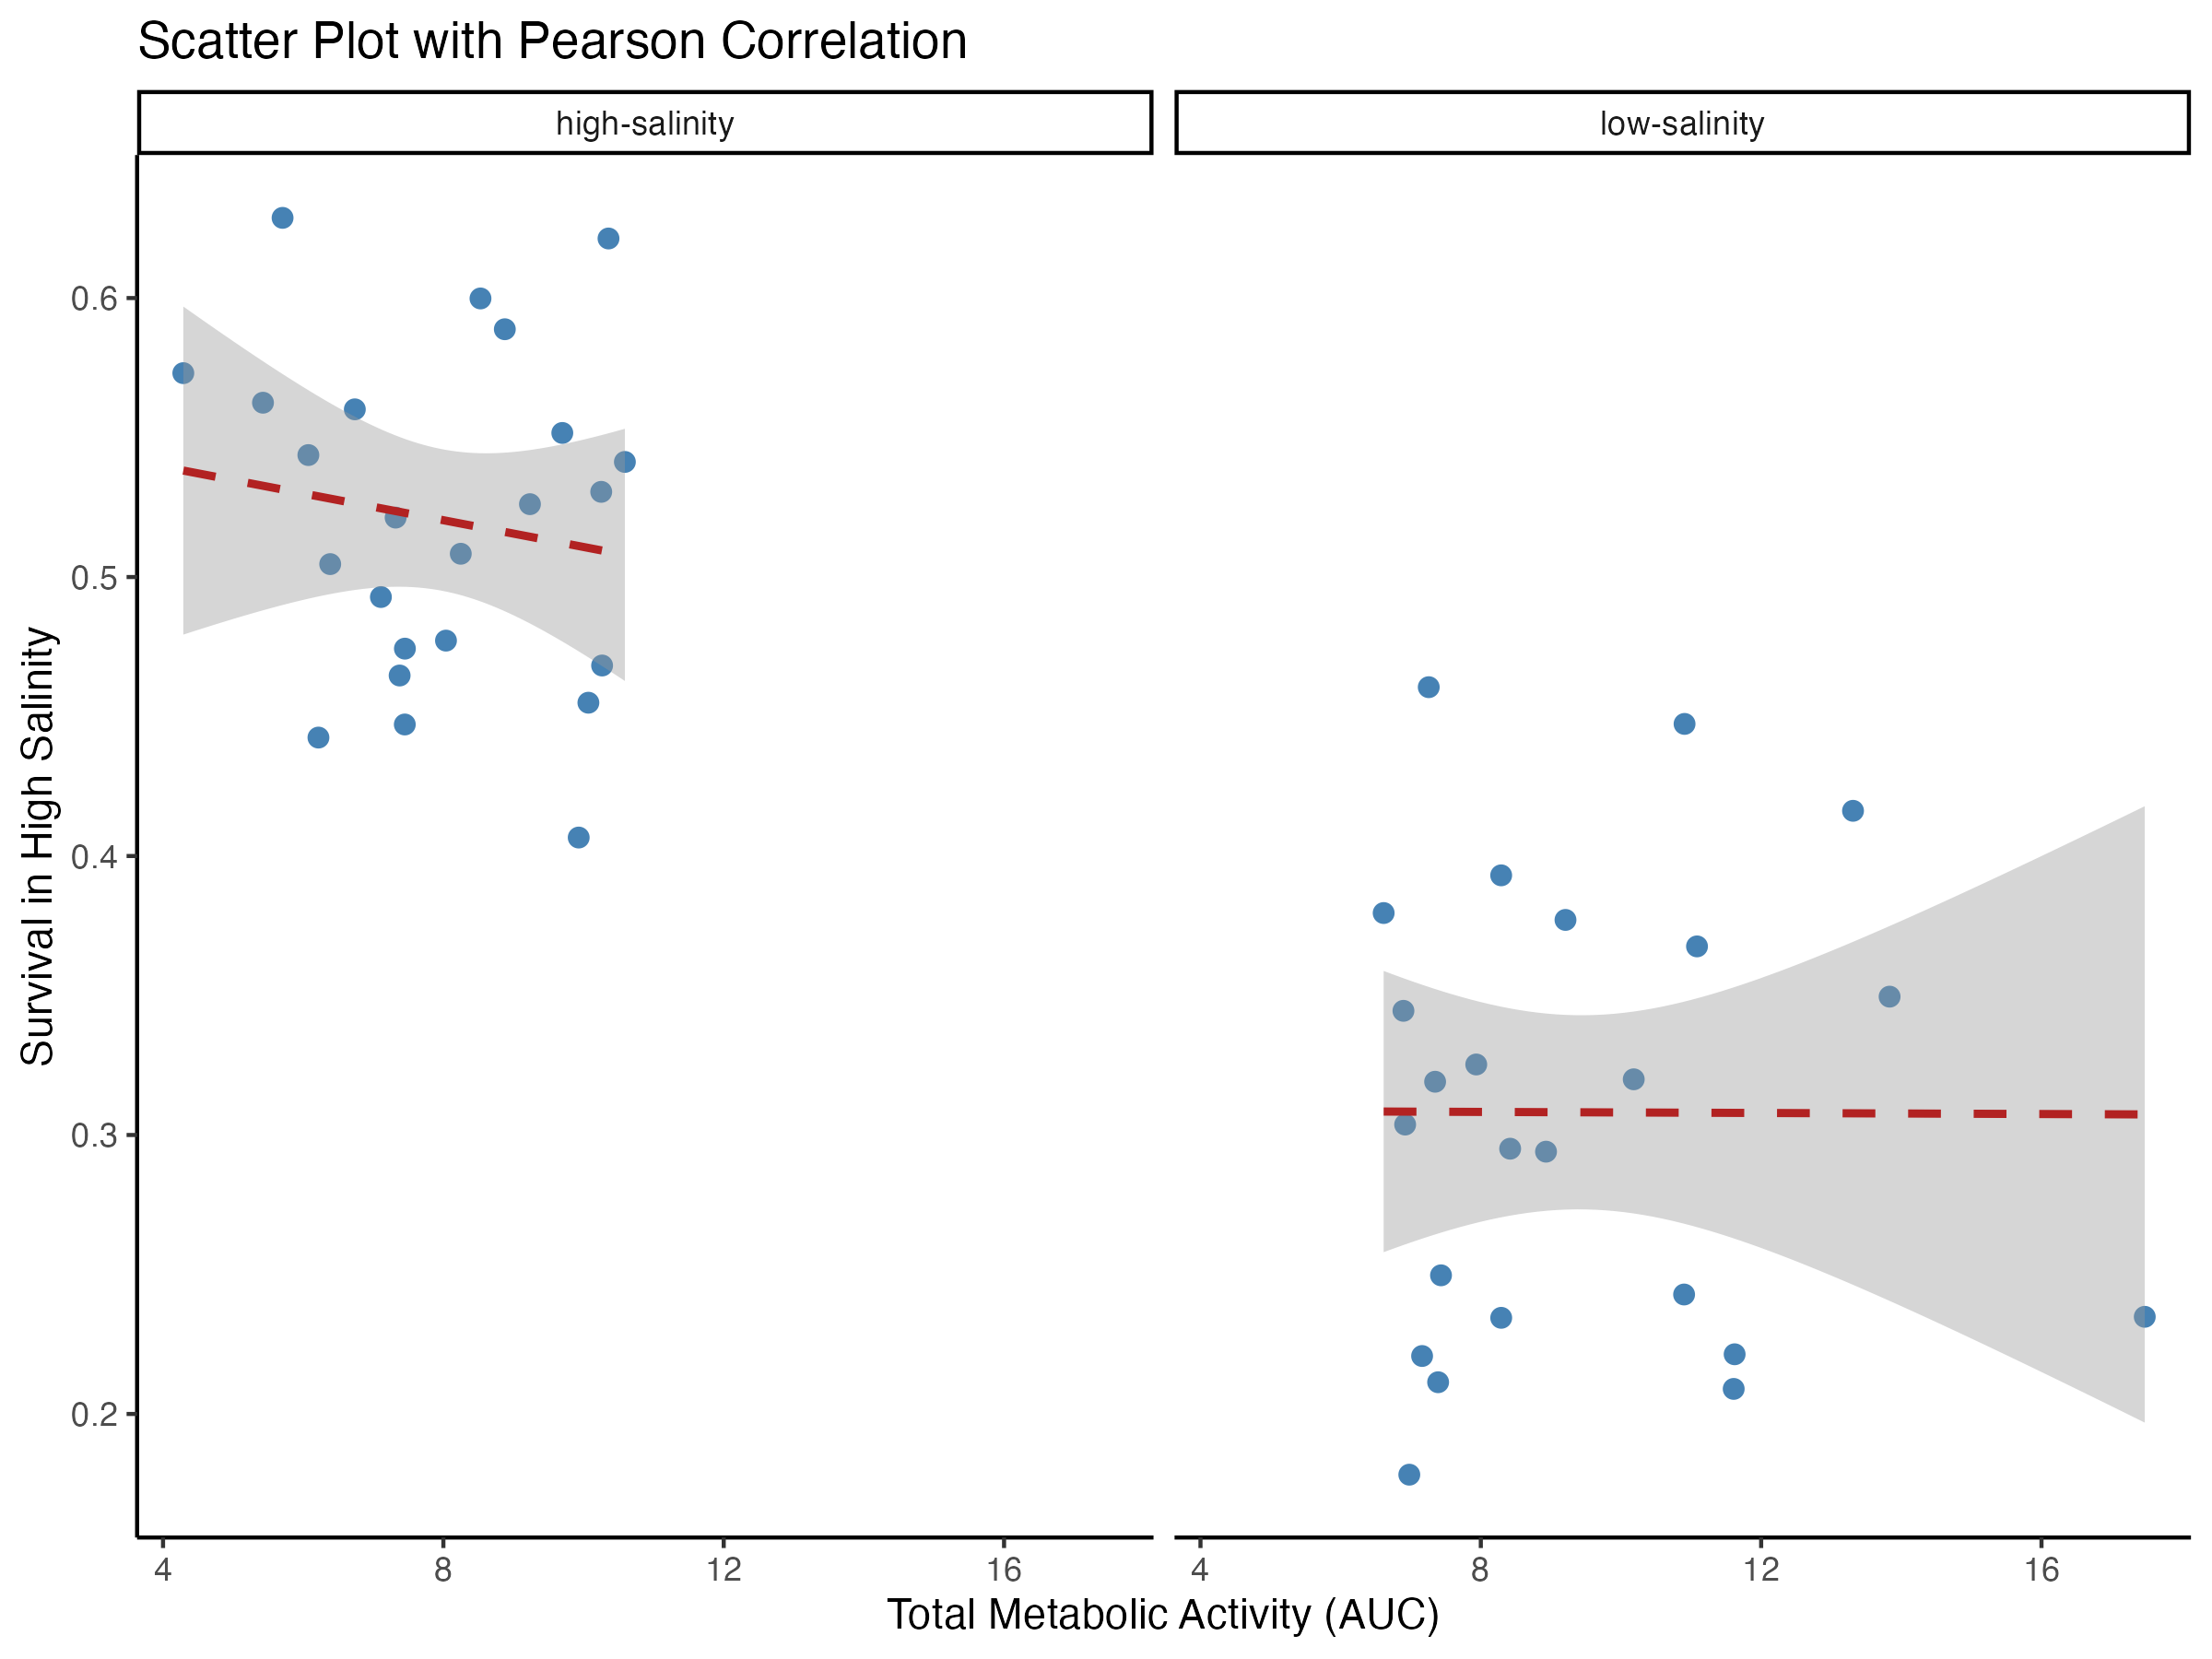 Scatter Plot with Pearson Correlation
high-salinity
low-salinity
Survival in High Salinity
0.6
0.5
0.4
0.3
0.2
4
8
12
16
4
8
12
16
Total Metabolic Activity (AUC)